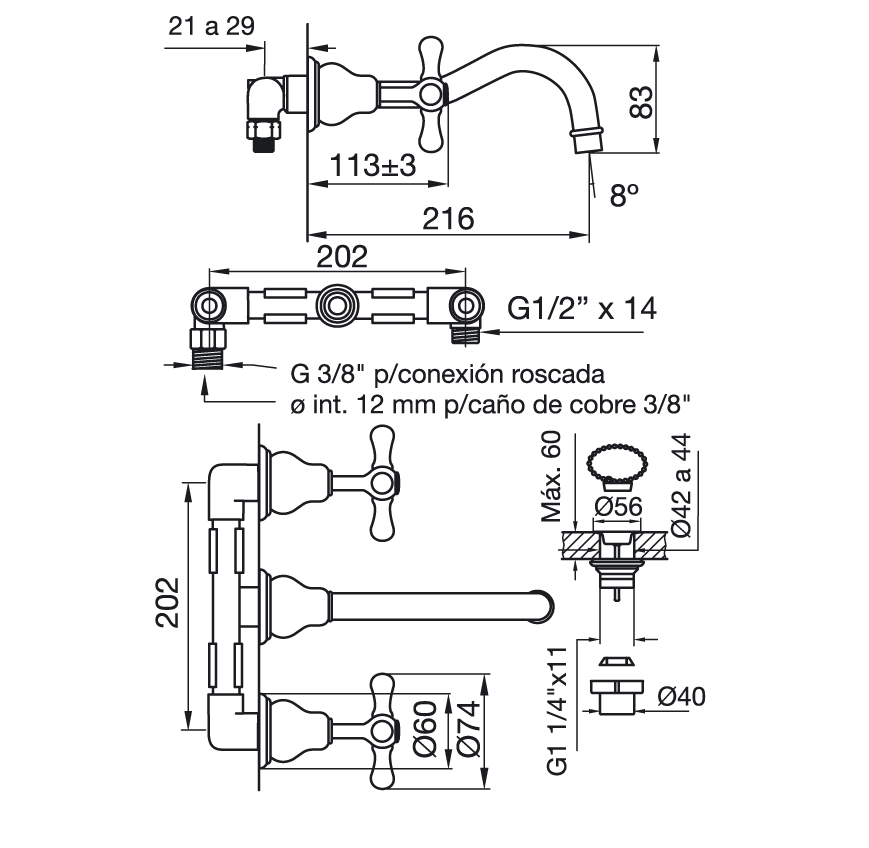 21 a 29
83
113±3
8º
216
202
G1/2” x 14
G 3/8" p/conexión roscada
ø int. 12 mm p/caño de cobre 3/8"
Máx. 60
Ø42 a 44
Ø56
202
G1 1/4"x11
Ø40
Ø60
Ø74